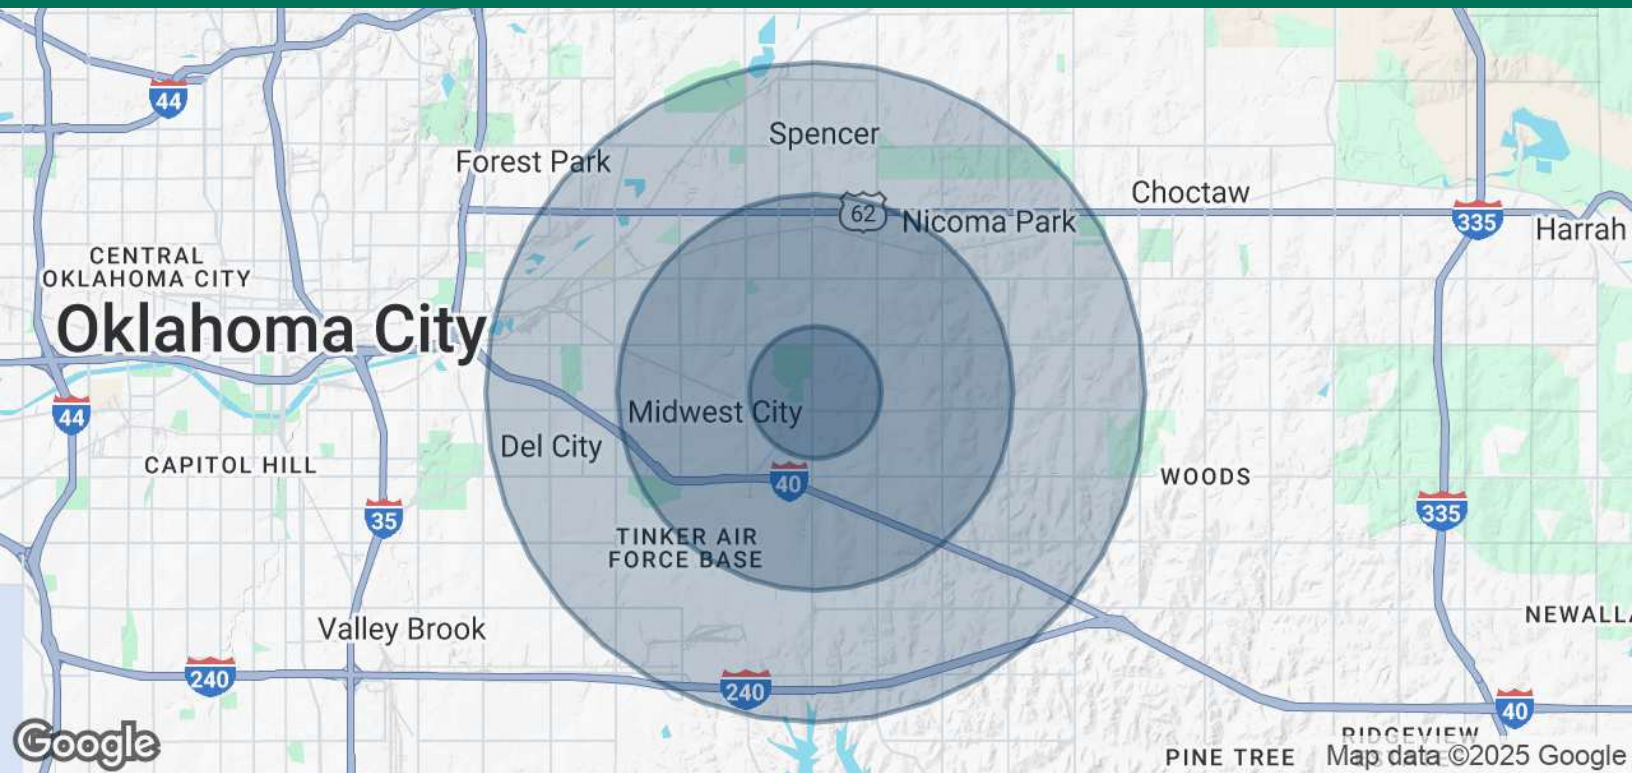 44
Spencer
Forest Park
Choctaw
62
Nicoma Park
335
Harrah
CENTRAL
OKLAHOMA CITY
Oklahoma City
44
Midwest City
Del City
CAPITOL HILL
WOODS
40
35
335
TINKER AIR
FORCE BASE
NEWALL
Valley Brook
240
240
40
Google
RIDGEVIEW
PINE TREE
Map data ©2025 Google